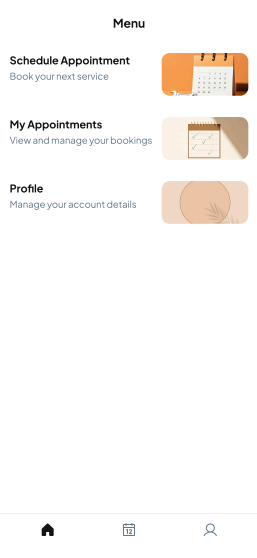 Menu
Schedule Appointment
Book your next service
My Appointments
View and manage your bookings
Profile
Manage your account details
12